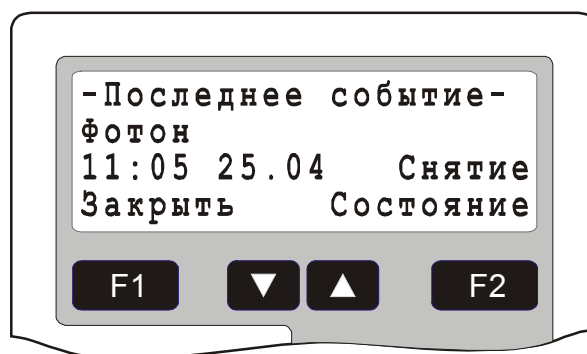 -Последнее событие-
Фотон
11:05 25.04 Снятие
Закрыть Состояние
F1 ▼ ▲ F2